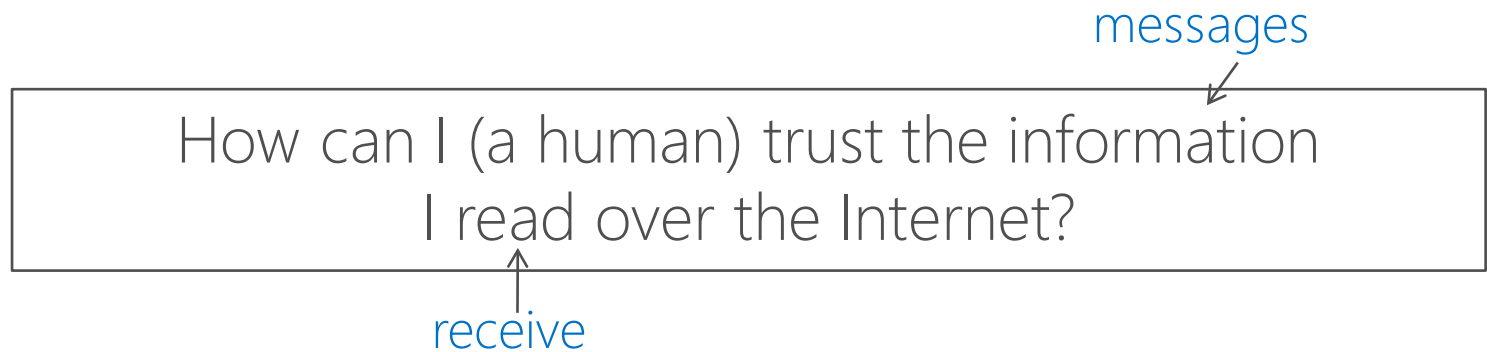 messages
How can I (a human) trust the information
I read over the Internet?
receive